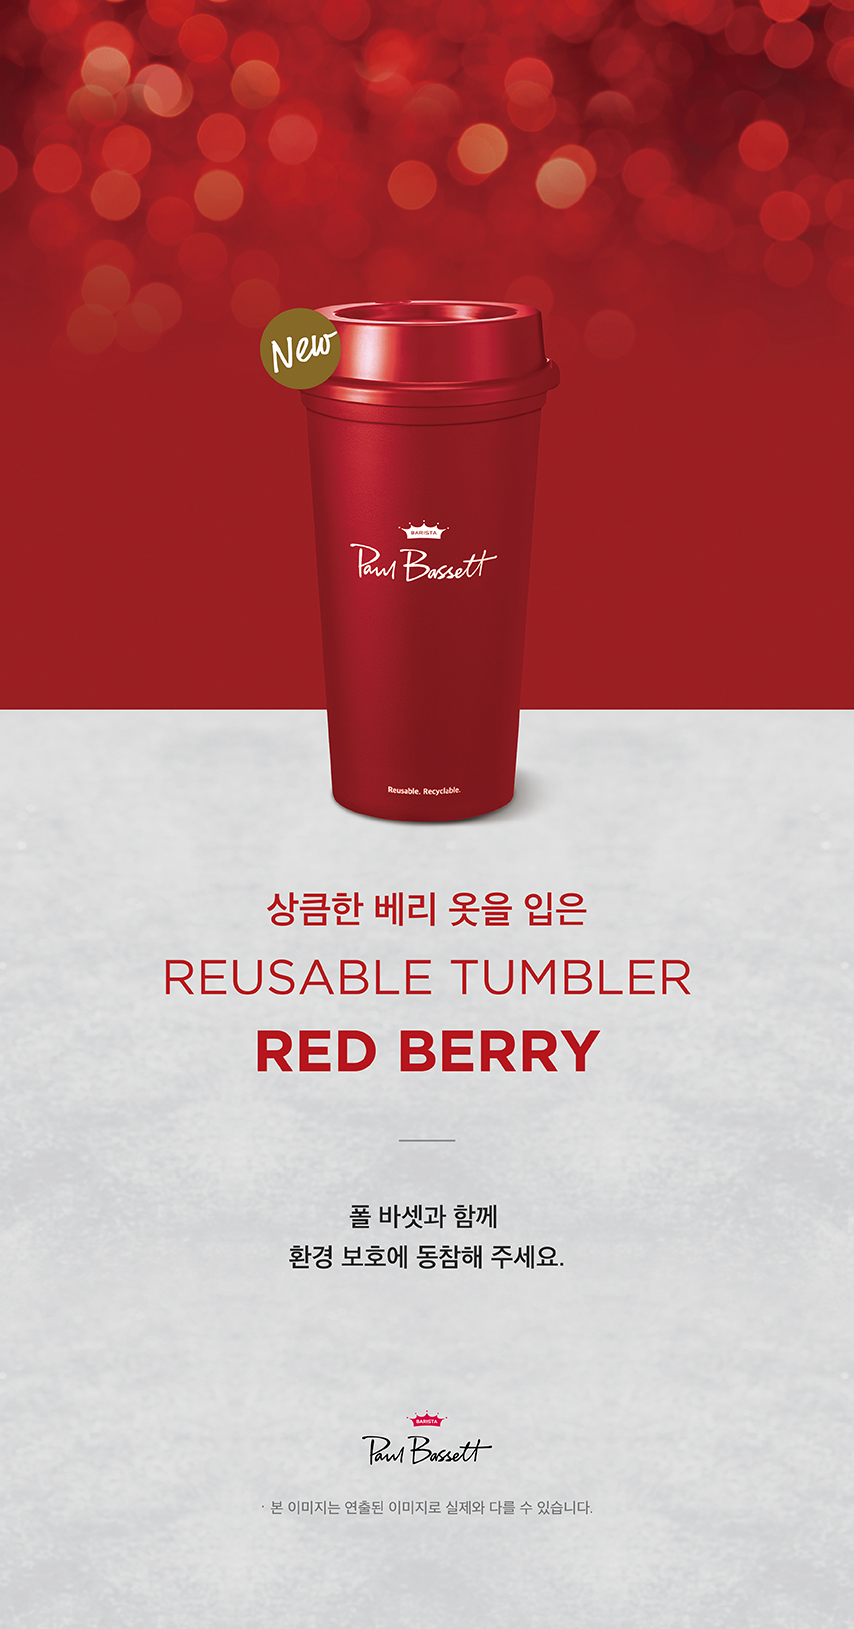 New
BARISTA
Paul Bassett
Reusable. Recyclable.
상큼한 베리 옷을 입은
REUSABLE TUMBLER
RED BERRY
폴 바셋과 함께
환경 보호에 동참해 주세요.
BARISTA
Paul Bassett
· 본 이미지는 연출된 이미지로 실제와 다를 수 있습니다.